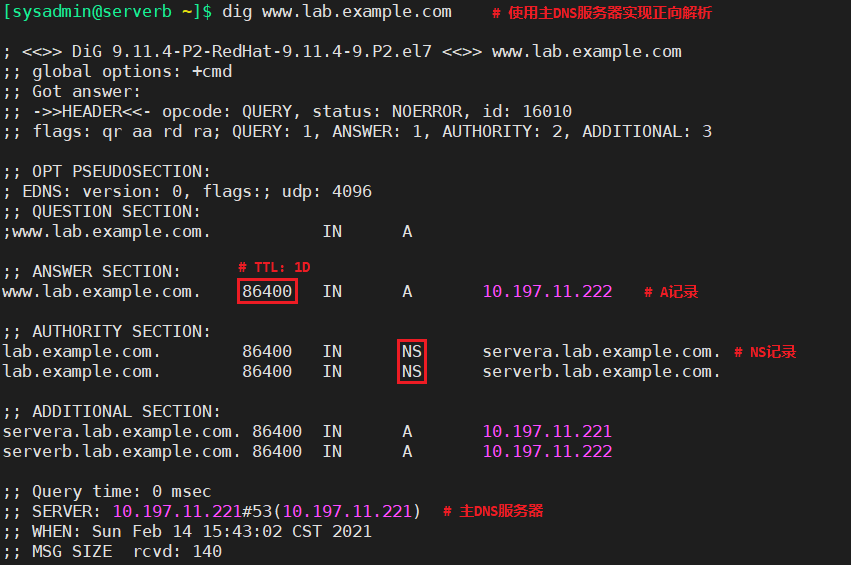 [sysadmin@serverb ~]$ dig www.lab.example.com    # 使用主DNS服务器实现正向解析

; <<>> DiG 9.11.4-P2-RedHat-9.11.4-9.P2.el7 <<>> www.lab.example.com
;; global options: +cmd
;; Got answer:
;; ->>HEADER<<- opcode: QUERY, status: NOERROR, id: 16010
;; flags: qr aa rd ra; QUERY: 1, ANSWER: 1, AUTHORITY: 2, ADDITIONAL: 3

;; OPT PSEUDOSECTION:
; EDNS: version: 0, flags:; udp: 4096
;; QUESTION SECTION:
;www.lab.example.com.           IN      A

;; ANSWER SECTION:      # TTL: 1D
www.lab.example.com.    86400   IN      A       10.197.11.222    # A记录

;; AUTHORITY SECTION:
lab.example.com.        86400   IN      NS      servera.lab.example.com.  # NS记录
lab.example.com.        86400   IN      NS      serverb.lab.example.com.

;; ADDITIONAL SECTION:
servera.lab.example.com. 86400  IN      A       10.197.11.221
serverb.lab.example.com. 86400  IN      A       10.197.11.222

;; Query time: 0 msec
;; SERVER: 10.197.11.221#53(10.197.11.221)   # 主DNS服务器
;; WHEN: Sun Feb 14 15:43:02 CST 2021
;; MSG SIZE  rcvd: 140